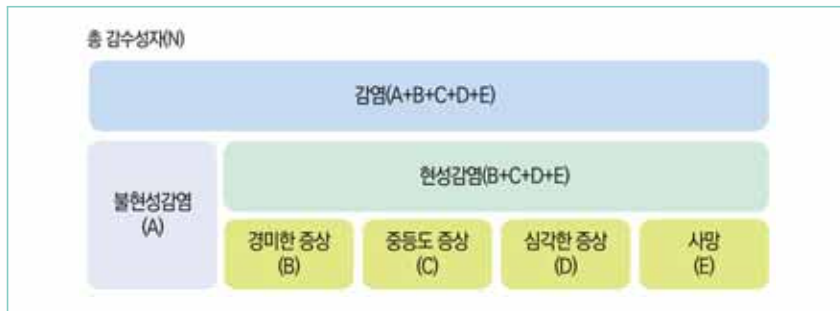 총 감수성자(N)
감염(A+B+C+D+E)
불현성감염
(A)
현성감염(B+C+D+E)
경미한 증상
(B)
중등도 증상
(C)
심각한 증상
(D)
사망
(E)